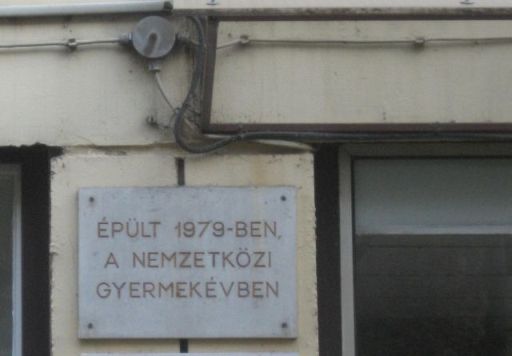 ÉPÜLT 1979-BEN,
A NEMZETKÖZI
GYERMEKÉVBEN